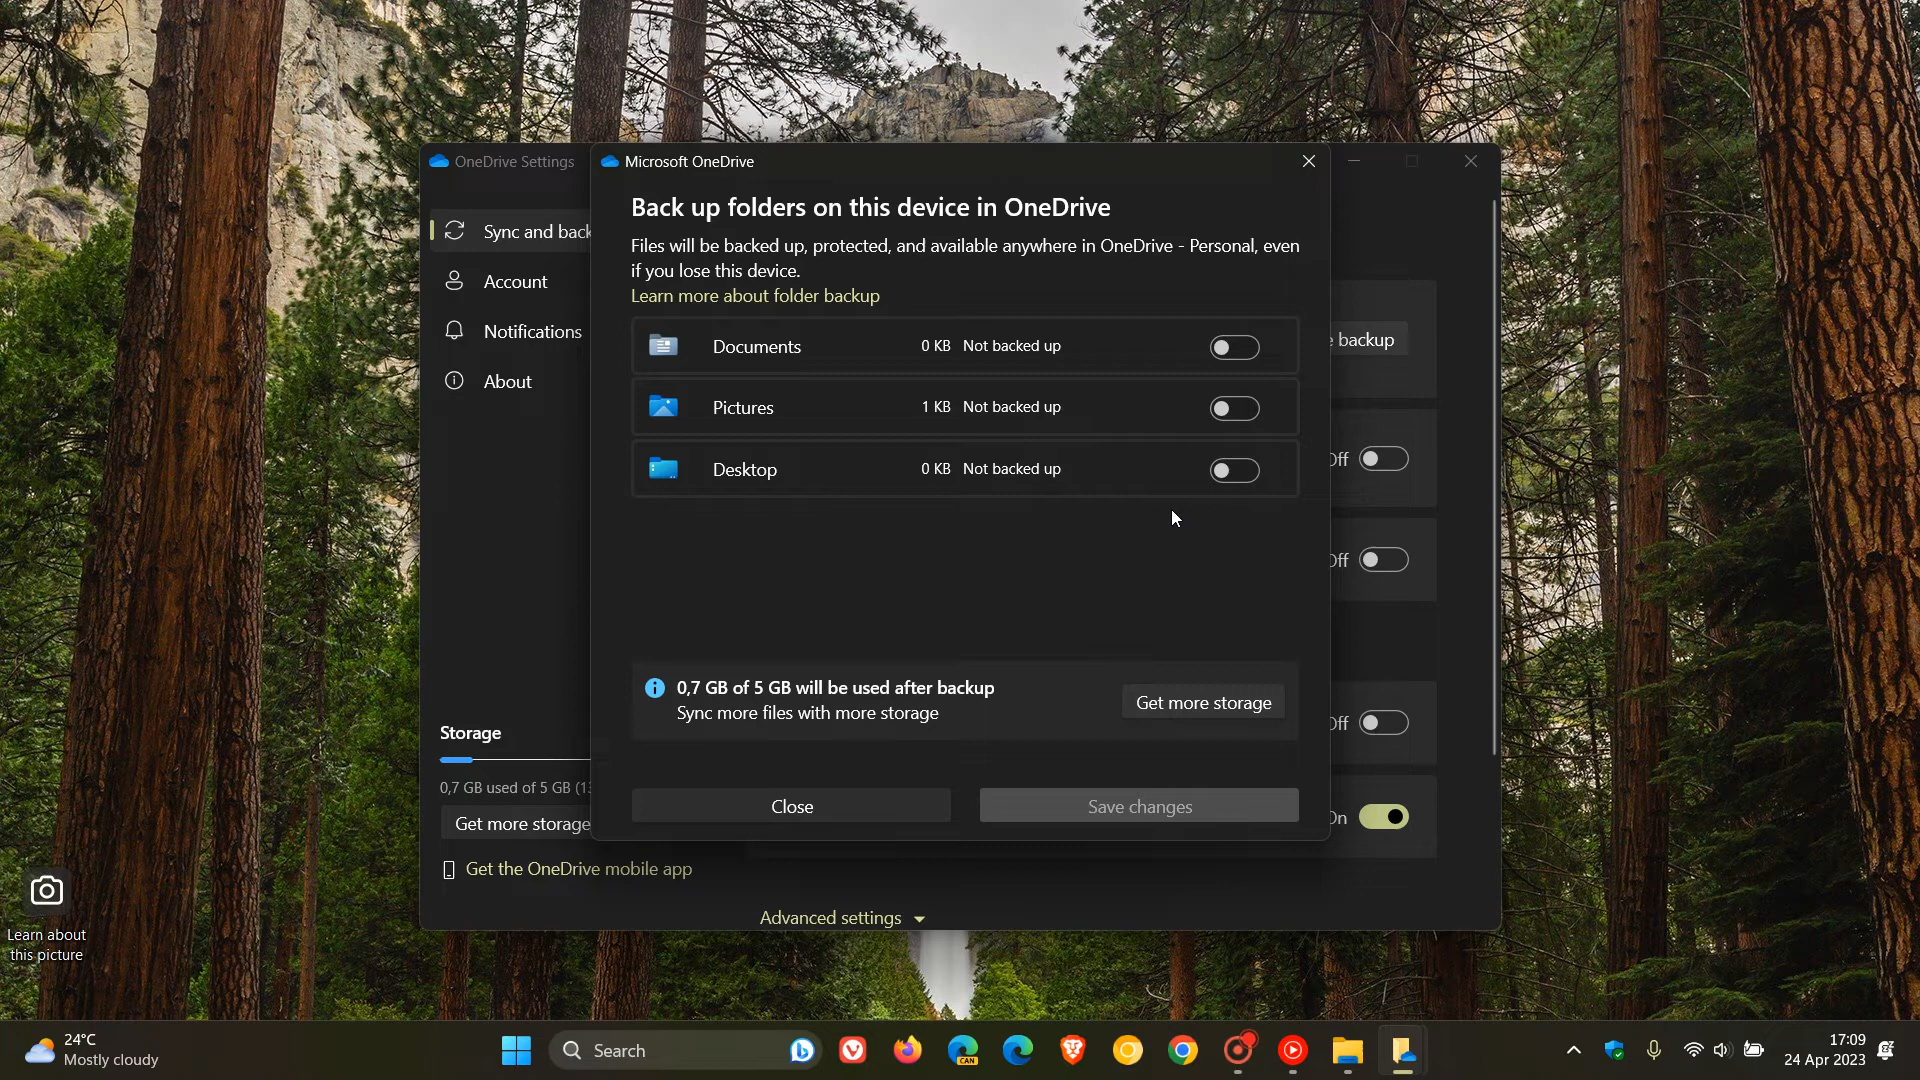 OneDrive Settings
Microsoft OneDrive
Sync and back
Account
Notifications
About
Back up folders on this device in OneDrive
Files will be backed up, protected, and available anywhere in OneDrive - Personal, even
if you lose this device.
Learn more about folder backup
Documents 0 KB Not backed up
Pictures 1 KB Not backed up
Desktop 0 KB Not backed up
backup
Off
Off
Off
On
0,7 GB of 5 GB will be used after backup
Sync more files with more storage
Get more storage
Close
Save changes
Storage
0,7 GB used of 5 GB (13
Get more storage
Get the OneDrive mobile app
Advanced settings
Learn about
this picture
24°C
Mostly cloudy
Search
CAN
17:09
24 Apr 2023